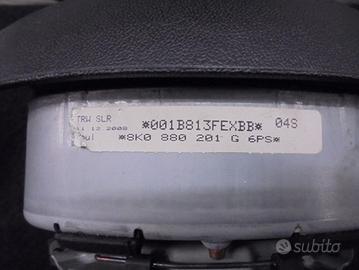 TRW SLR
11 12 2008
*001B813FEXBB*
04S
*8K0 880 201 G 6PS*
subito